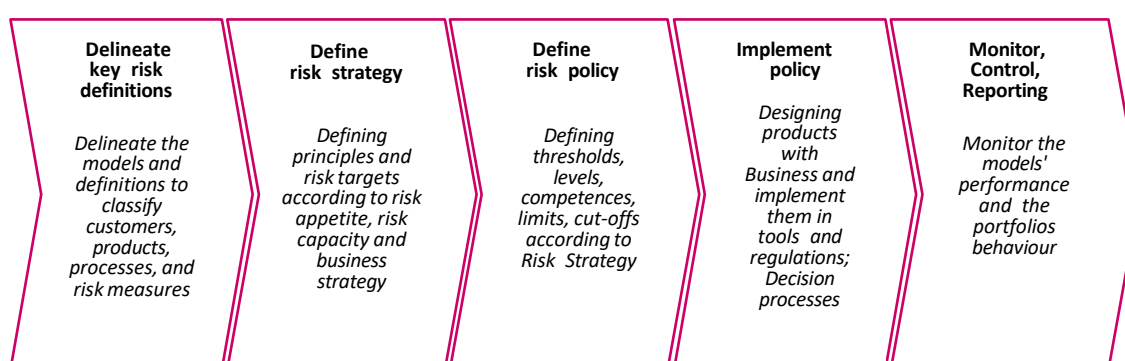 Delineate
key risk
definitions
Delineate the
models and
definitions to
classify
customers,
products,
processes, and
risk measures
Define
risk strategy
Defining
principles and
risk targets
according to risk
appetite, risk
capacity and
business
strategy
Define
risk policy
Defining
thresholds,
levels,
competences,
limits, cut-offs
according to
Risk Strategy
Implement
policy
Designing
products
with
Business and
implement
them in
tools and
regulations;
Decision
processes
Monitor,
Control,
Reporting
Monitor the
models'
performance
and the
portfolios
behaviour